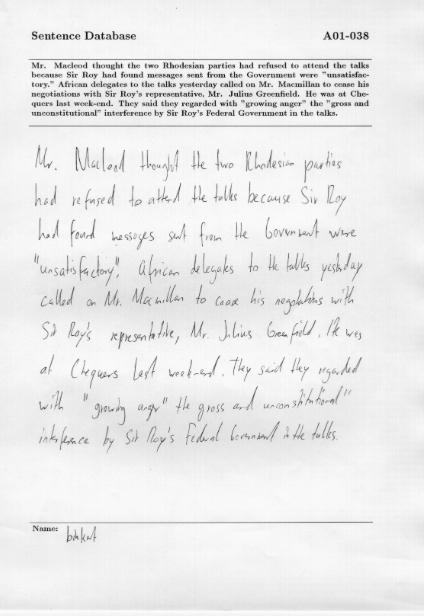 Sentence Database A01-038
Mr. Macleod thought the two Rhodesian parties had refused to attend the talks
because Sir Roy had found messages sent from the Government were "unsatisfac-
tory." African delegates to the talks yesterday called on Mr. Macmillan to cease his
negotiations with Sir Roy's representative, Mr. Julius Greenfield. He was at Che-
quers last week-end. They said they regarded with "growing anger" the "gross and
unconstitutional" interference by Sir Roy's Federal Government in the talks.
Mr. Macleod thought the two Rhodesian parties
had refused to attend the talks because Sir Roy
had found messages sent from the Government were
"unsatisfactory". African delegates to the talks yesterday
called on Mr. Macmillan to cease his negotiations with
Sir Roy's representative, Mr. Julius Greenfield. He was
at Chequers last week-end. They said they regarded
with "growing anger" the gross and unconstitutional"
interference by Sir Roy's Federal Government in the talks.
Name: